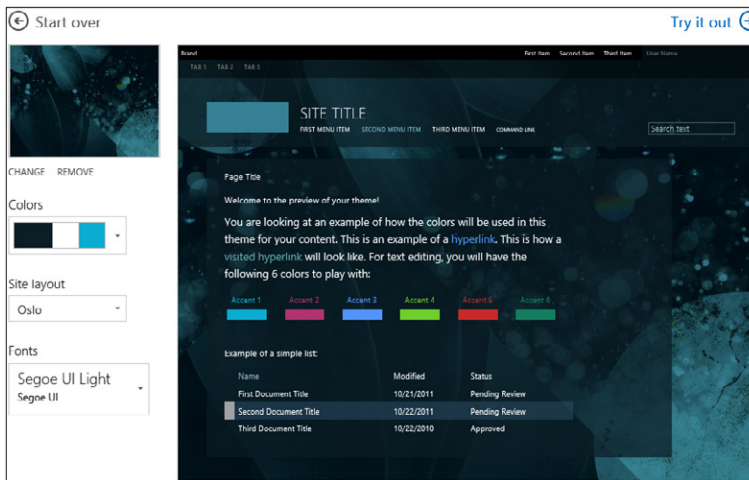 Start over
Try it out
CHANGE REMOVE
Colors
Site layout
Oslo
Fonts
Segoe UI Light
Segoe UI
Brand
First Item Second Item Third Item User Name
TAB 1 TAB 2 TAB 3
SITE TITLE
FIRST MENU ITEM SECOND MENU ITEM THIRD MENU ITEM COMMAND LINK
Search text
Page Title
Welcome to the preview of your theme!
You are looking at an example of how the colors will be used in this
theme for your content. This is an example of a hyperlink. This is how a
visited hyperlink will look like. For text editing, you will have the
following 6 colors to play with:
Accent 1 Accent 2 Accent 3 Accent 4 Accent 5 Accent 6
Example of a simple list:
Name Modified Status
First Document Title 10/21/2011 Pending Review
Second Document Title 10/22/2011 Pending Review
Third Document Title 10/22/2010 Approved